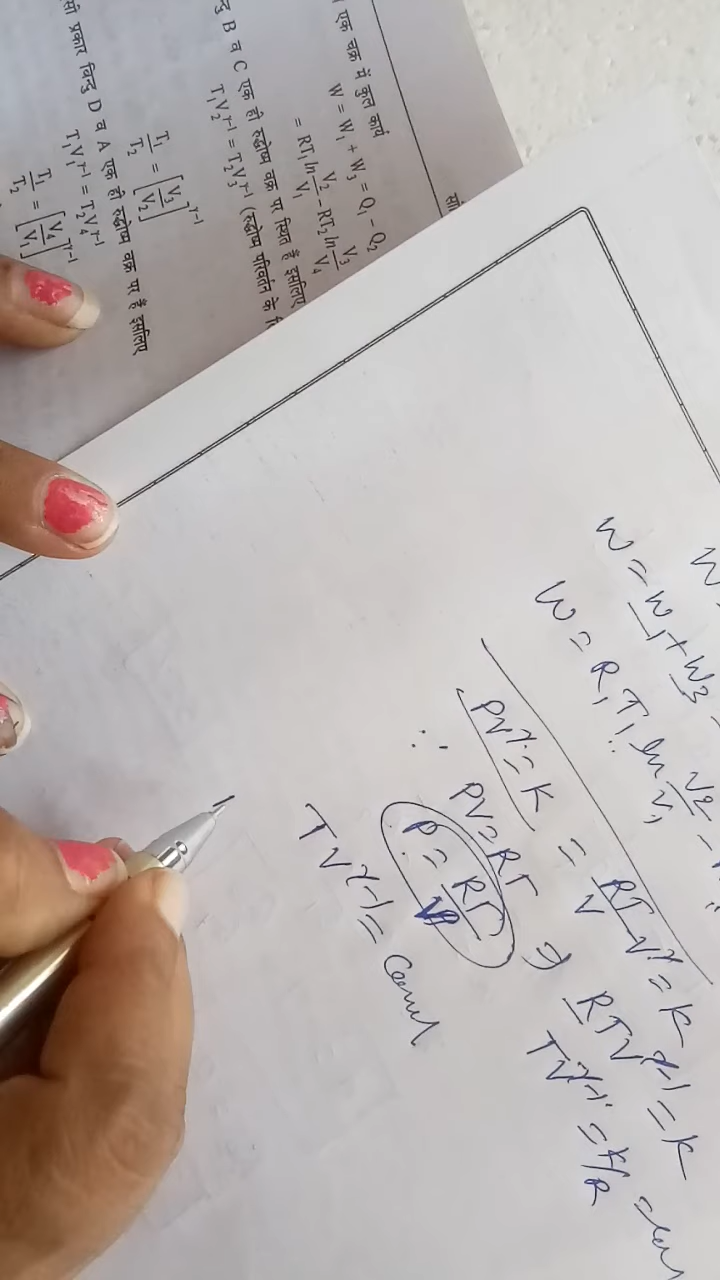 एक चक्र में कुल कार्य
W = W₁ + W₃ = Q₁ - Q₂
= RT₁ ln V₂/V₁ - RT₂ ln V₃/V₄
B व C एक ही रुद्धोष्म वक्र पर स्थित है इसलिए
T₁V₂^γ-1 = T₂V₃^γ-1 (रुद्धोष्म परिवर्तन के
T₁/T₂ = [V₃/V₂]^γ-1
प्रकार बिन्दु D व A एक ही रुद्धोष्म वक्र पर है इसलिए
T₁V₁^γ-1 = T₂V₄^γ-1
T₁/T₂ = [V₄/V₁]^γ-1
W =
W = W₁ + W₃ -
W = R₁T₁ ln V2/V₁ -
PV^γ = K = RT/V V^γ = K
∵ PV = RT ⇒ RTV^γ-1 = K
P = RT/V
TV^γ-1 = K/R =
TV^γ-1 =